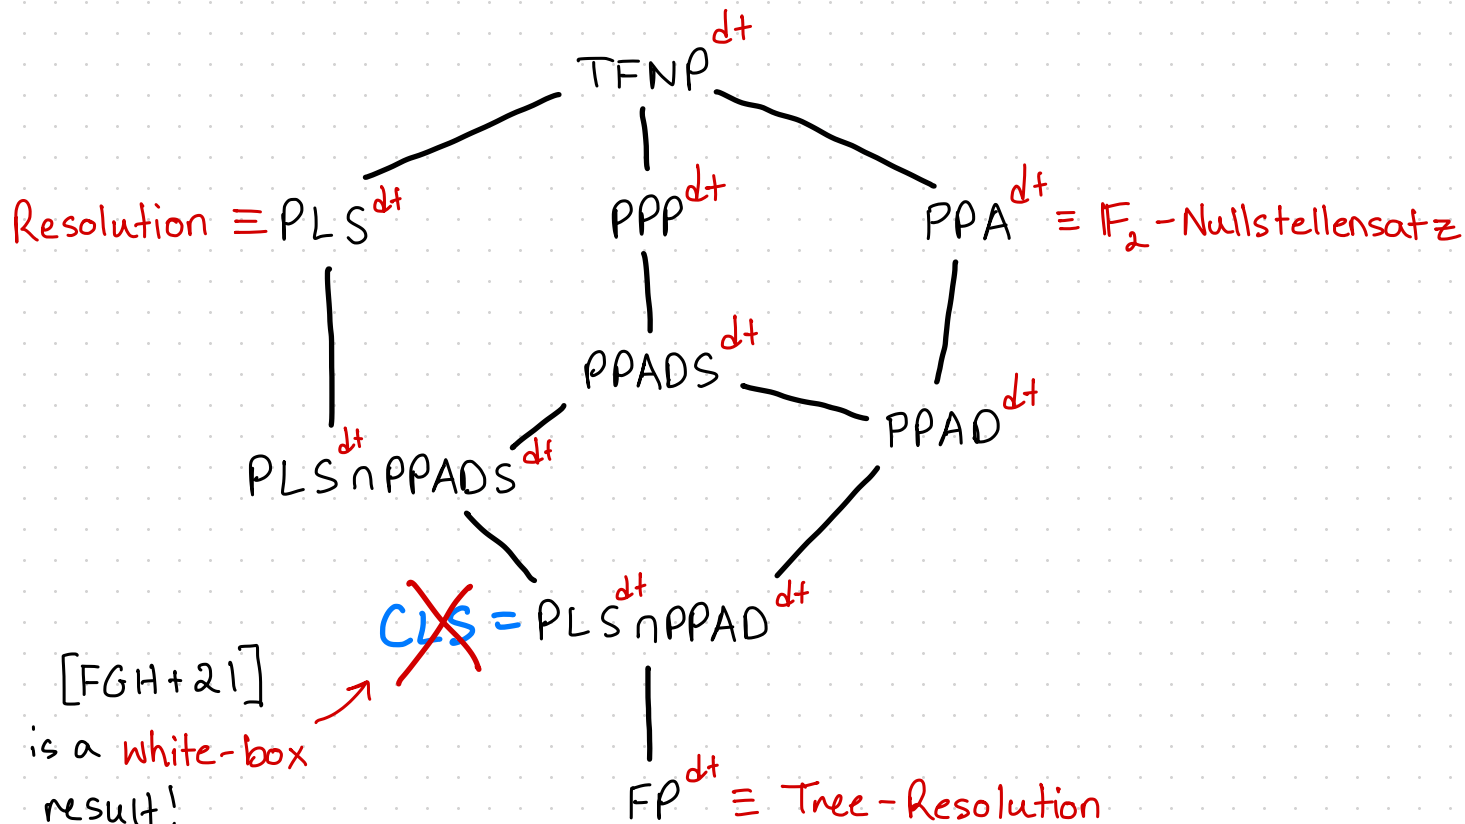 TFNP^dt
Resolution ≡ PLS^dt
PPP^dt
PPA^dt ≡ F₂-Nullstellensatz
PPADS^dt
PPAD^dt
PLS^dt ∩ PPADS^dt
CLS = PLS^dt ∩ PPAD^dt
[FGH+21]
is a white-box
result!
FP^dt ≡ Tree-Resolution